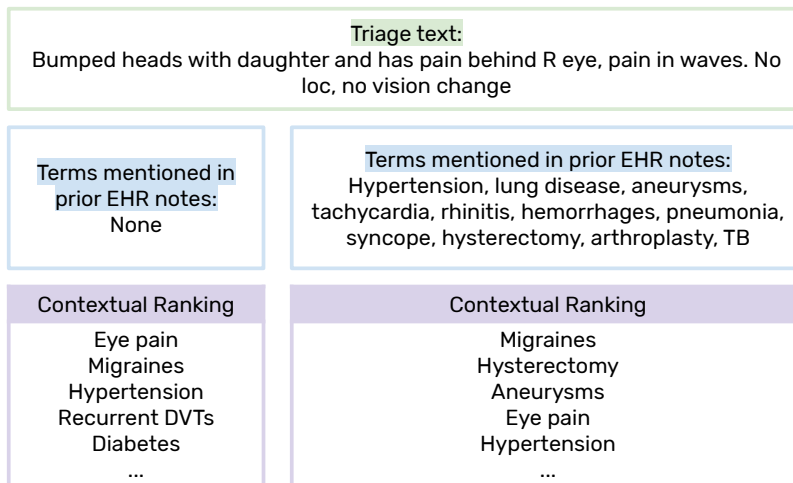 Triage text:
Bumped heads with daughter and has pain behind R eye, pain in waves. No
loc, no vision change
Terms mentioned in
prior EHR notes:
None
Terms mentioned in prior EHR notes:
Hypertension, lung disease, aneurysms,
tachycardia, rhinitis, hemorrhages, pneumonia,
syncope, hysterectomy, arthroplasty, TB
Contextual Ranking
Eye pain
Migraines
Hypertension
Recurrent DVTs
Diabetes
...
Contextual Ranking
Migraines
Hysterectomy
Aneurysms
Eye pain
Hypertension
...